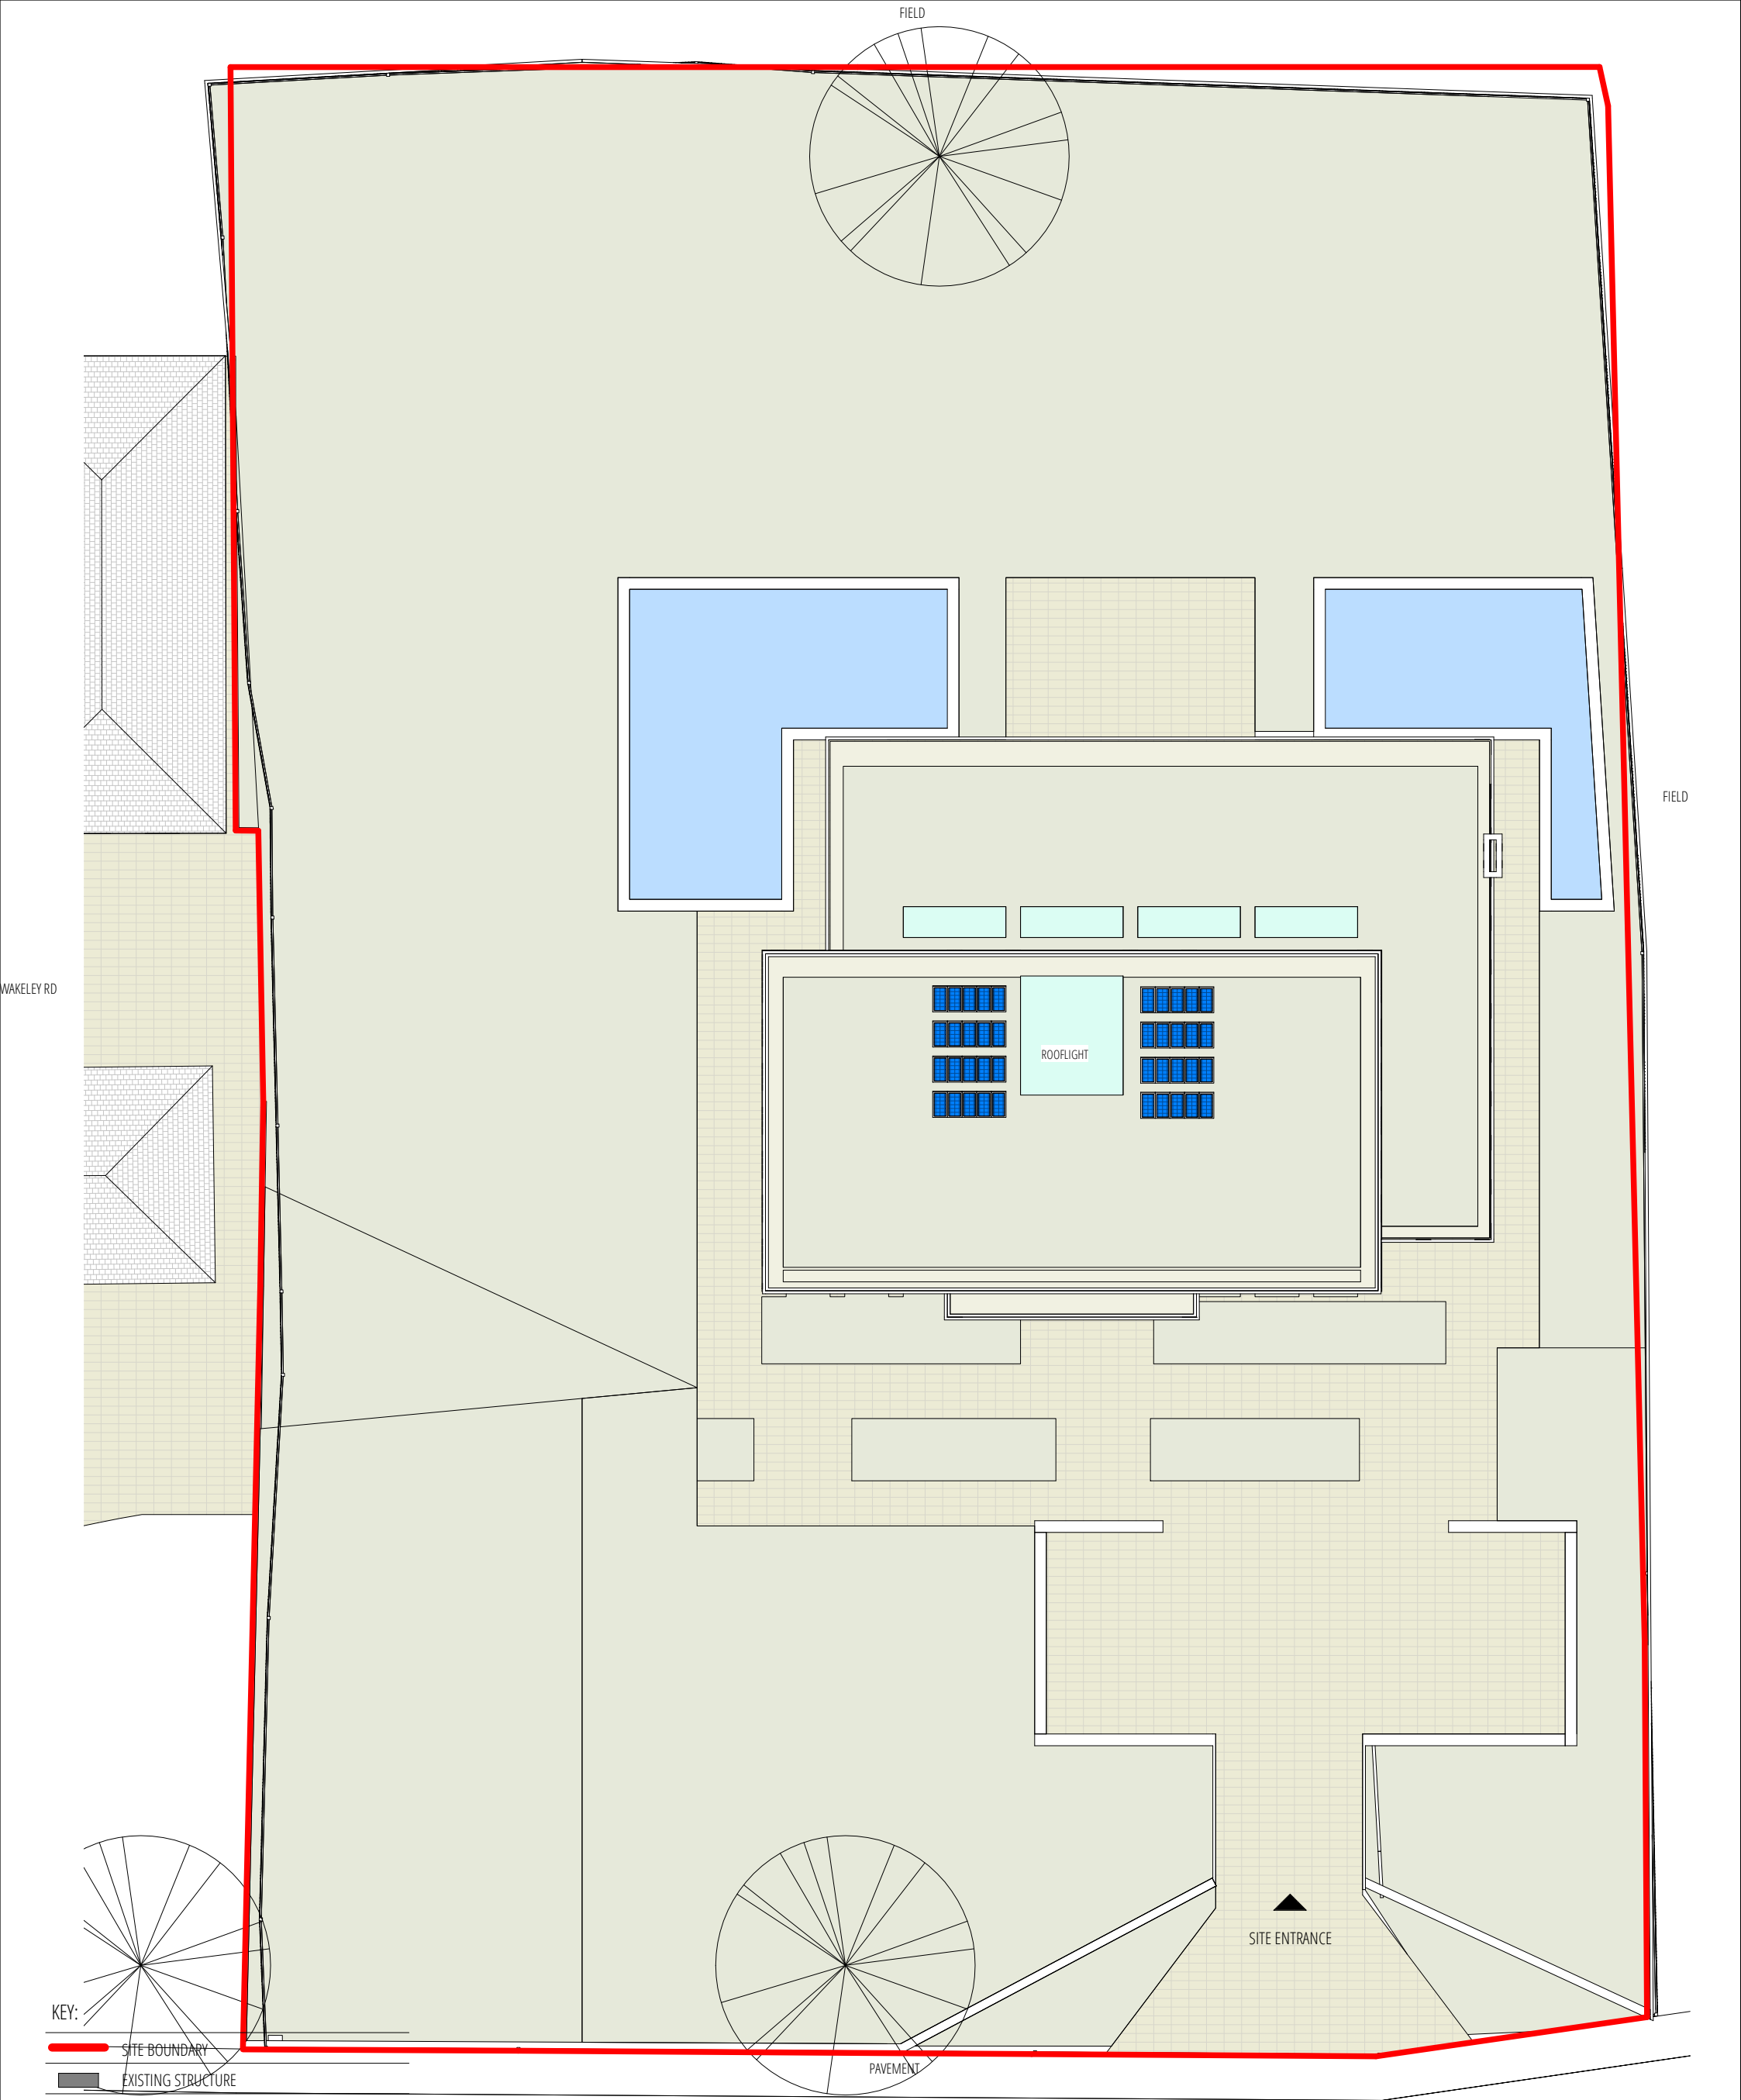 FIELD
FIELD
WAKELEY RD
ROOFLIGHT
SITE ENTRANCE
KEY:
SITE BOUNDARY
PAVEMENT
EXISTING STRUCTURE